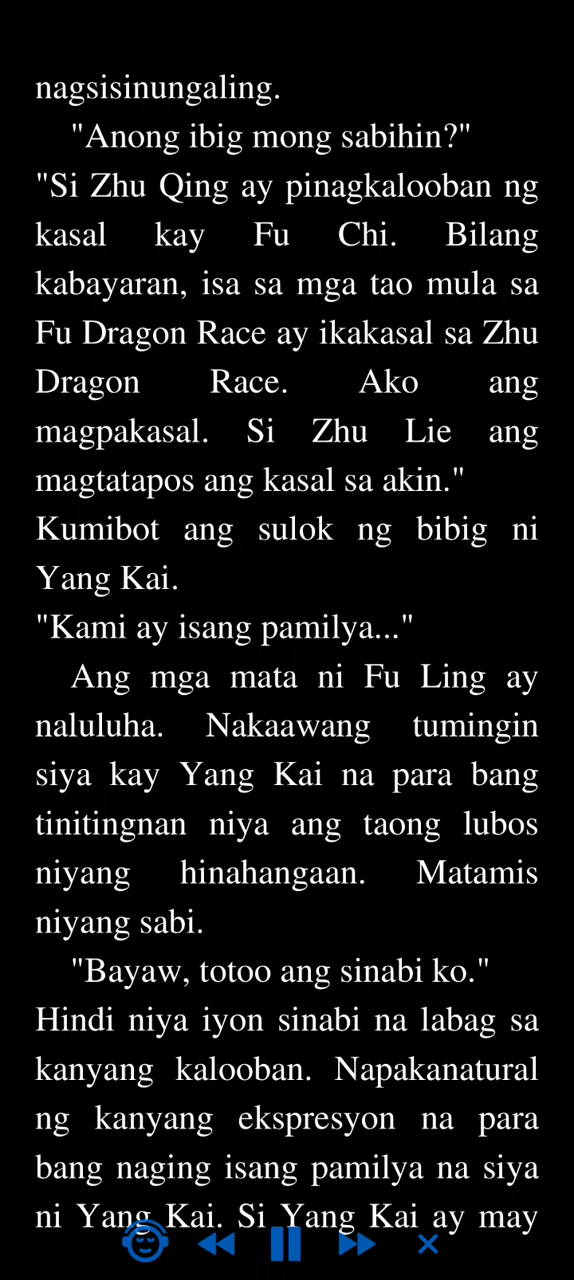 nagsisinungaling.
"Anong ibig mong sabihin?"
"Si Zhu Qing ay pinagkalooban ng
kasal kay Fu Chi. Bilang
kabayaran, isa sa mga tao mula sa
Fu Dragon Race ay ikakasal sa Zhu
Dragon Race. Ako ang
magpakasal. Si Zhu Lie ang
magtatapos ang kasal sa akin."
Kumibot ang sulok ng bibig ni
Yang Kai.
"Kami ay isang pamilya..."
Ang mga mata ni Fu Ling ay
naluluha. Nakaawang tumingin
siya kay Yang Kai na para bang
tinitingnan niya ang taong lubos
niyang hinahangaan. Matamis
niyang sabi.
"Bayaw, totoo ang sinabi ko."
Hindi niya iyon sinabi na labag sa
kanyang kalooban. Napakanatural
ng kanyang ekspresyon na para
bang naging isang pamilya na siya
ni Yang Kai. Si Yang Kai ay may